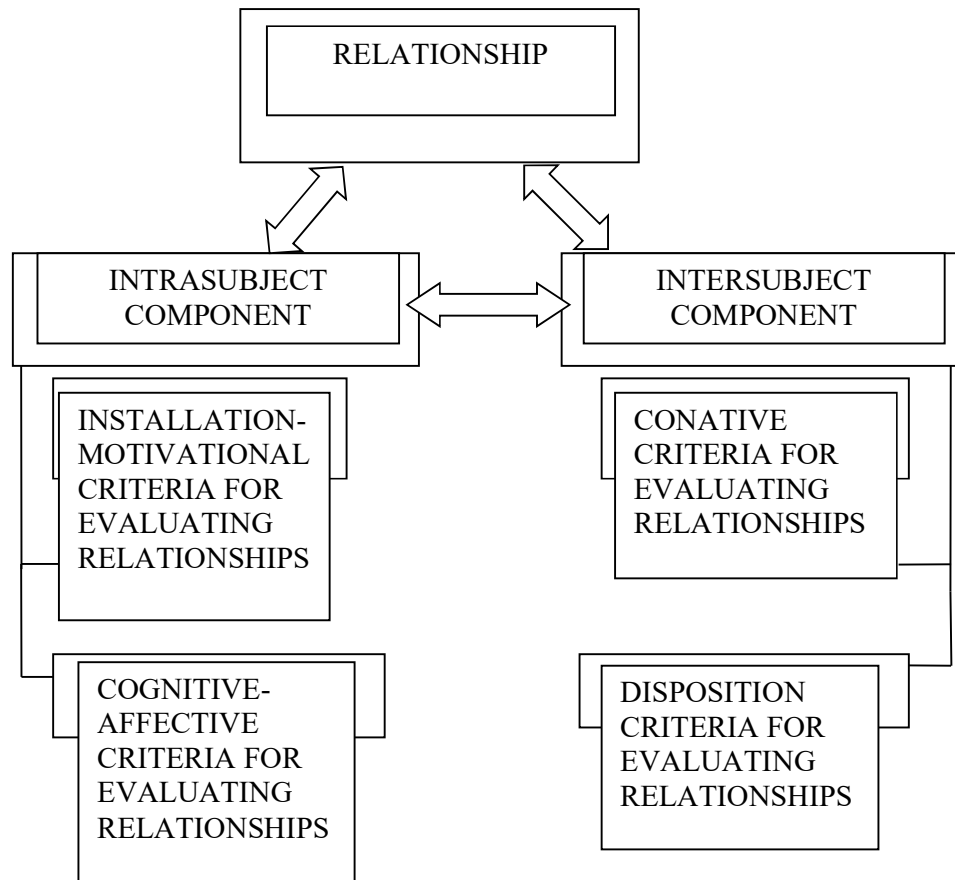 RELATIONSHIP
INTRASUBJECT
COMPONENT
INTERSUBJECT
COMPONENT
INSTALLATION-
MOTIVATIONAL
CRITERIA FOR
EVALUATING
RELATIONSHIPS
CONATIVE
CRITERIA FOR
EVALUATING
RELATIONSHIPS
COGNITIVE-
AFFECTIVE
CRITERIA FOR
EVALUATING
RELATIONSHIPS
DISPOSITION
CRITERIA FOR
EVALUATING
RELATIONSHIPS